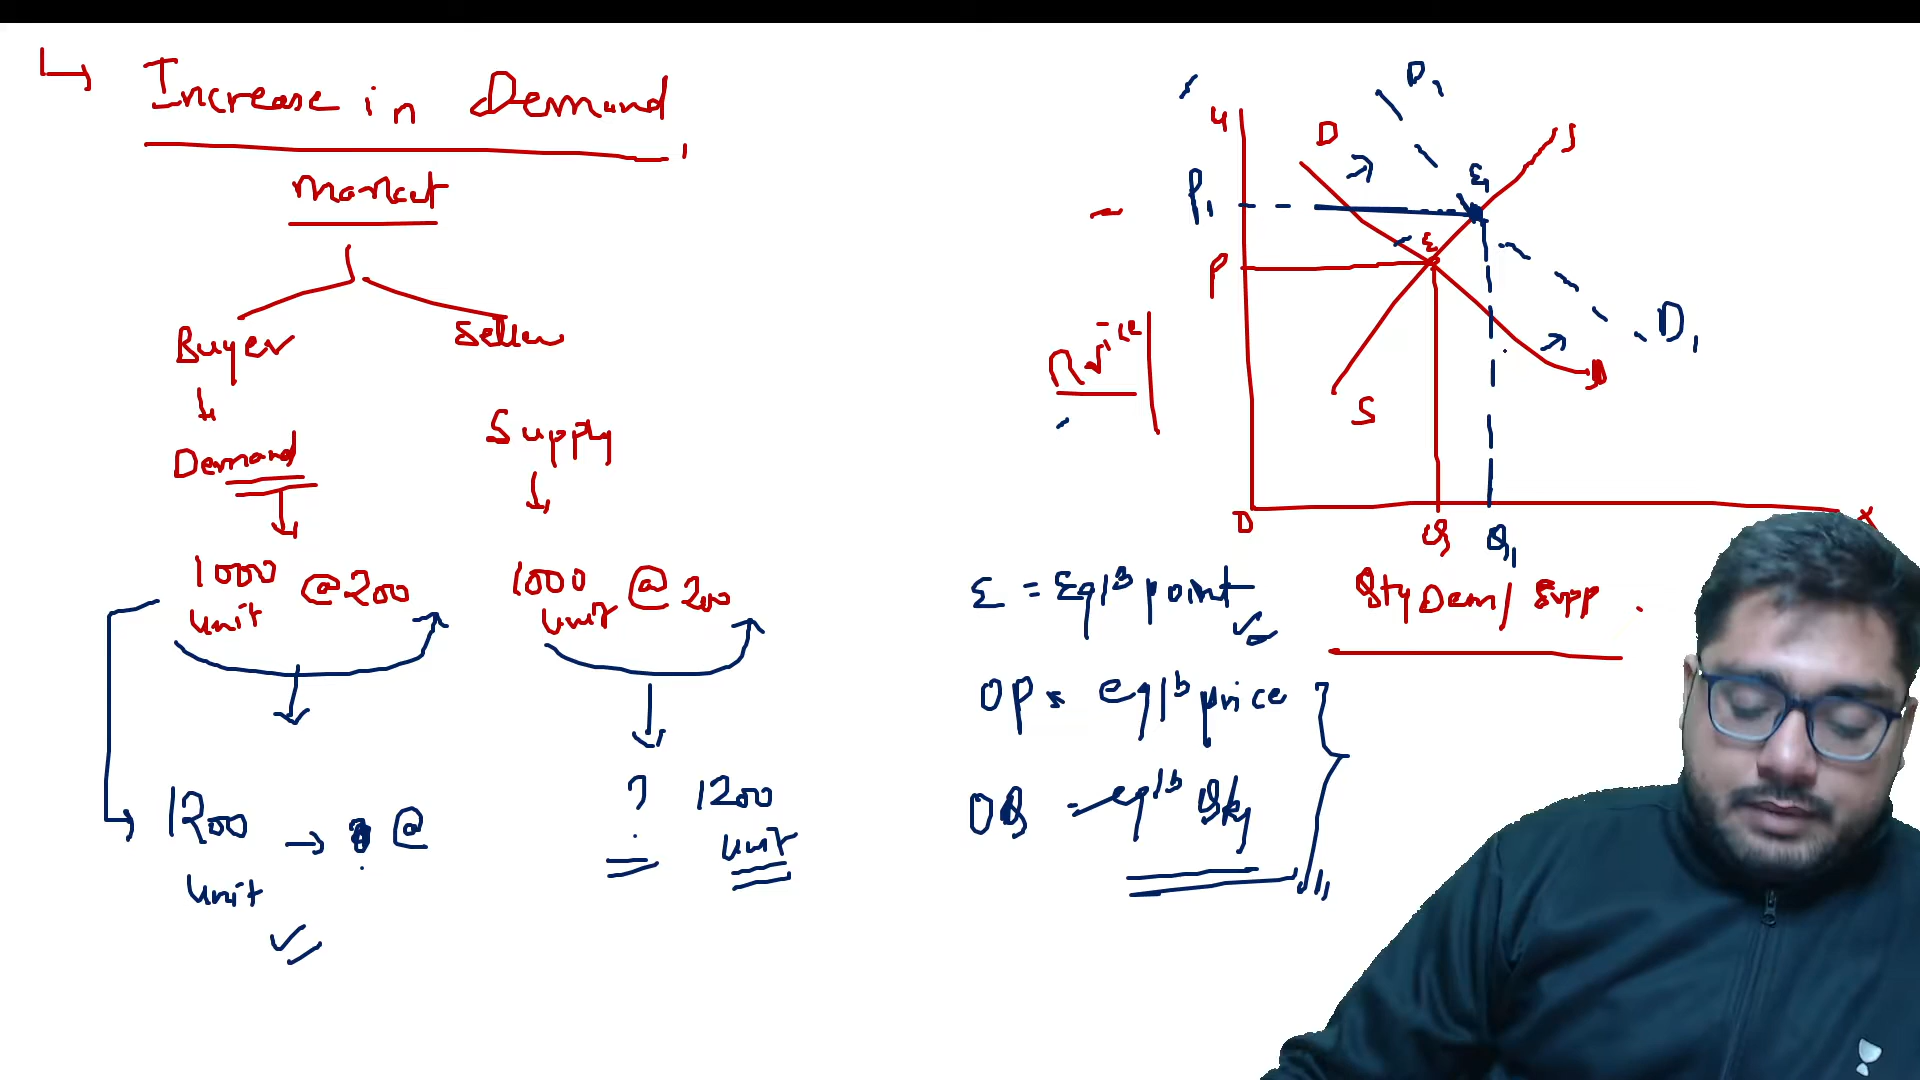 Increase in Demand
Market
Buyer
Seller
Demand
Supply
1000 unit @ 200
1000 unit @ 200
1200 unit → @
? 1200 unit
D1
D
S
E1
P1
E
P
D1
Price
D
S
Q
Q1
X
Qty Dem / Supp.
E = Eqlb point
OP = eqlb price
OQ = eqlb Qty